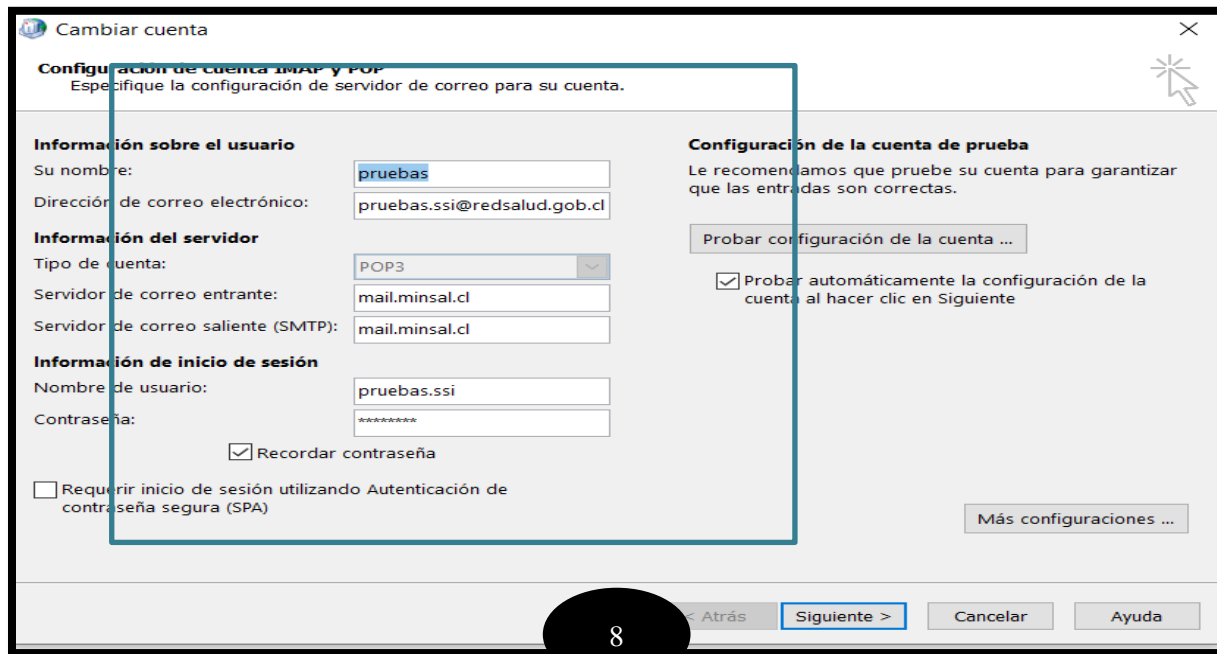 Cambiar cuenta
Configuración de cuenta IMAP y POP
Especifique la configuración de servidor de correo para su cuenta.
Información sobre el usuario
Su nombre:
pruebas
Dirección de correo electrónico:
pruebas.ssi@redsalud.gob.cl
Información del servidor
Tipo de cuenta:
POP3
Servidor de correo entrante:
mail.minsal.cl
Servidor de correo saliente (SMTP):
mail.minsal.cl
Información de inicio de sesión
Nombre de usuario:
pruebas.ssi
Contraseña:
********
Recordar contraseña
Requerir inicio de sesión utilizando Autenticación de
contraseña segura (SPA)
Configuración de la cuenta de prueba
Le recomendamos que pruebe su cuenta para garantizar
que las entradas son correctas.
Probar configuración de la cuenta ...
Probar automáticamente la configuración de la
cuenta al hacer clic en Siguiente
Más configuraciones ...
< Atrás
Siguiente >
Cancelar
Ayuda
8